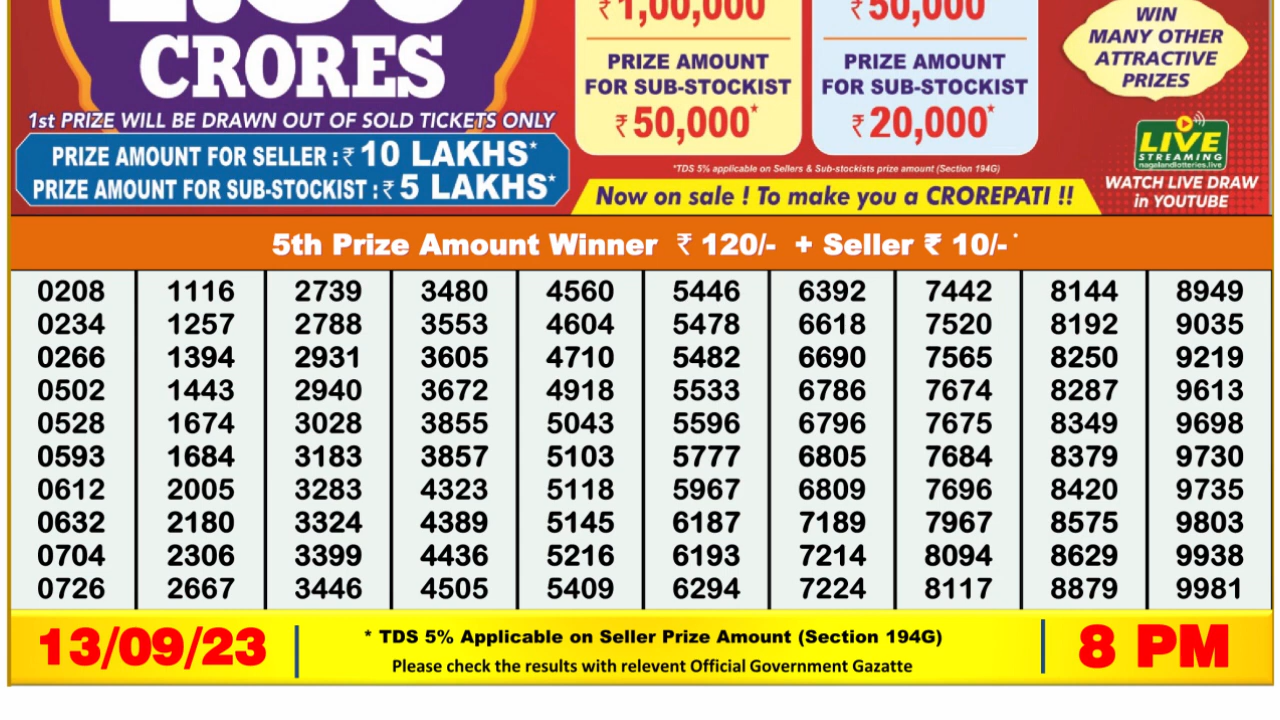 CRORES
1st PRIZE WILL BE DRAWN OUT OF SOLD TICKETS ONLY
PRIZE AMOUNT FOR SELLER : ₹ 10 LAKHS*
PRIZE AMOUNT FOR SUB-STOCKIST : ₹ 5 LAKHS*
₹ 1,00,000
PRIZE AMOUNT
FOR SUB-STOCKIST
₹ 50,000*
₹ 50,000
PRIZE AMOUNT
FOR SUB-STOCKIST
₹ 20,000*
*TDS 5% applicable on Sellers & Sub-stockists prize amount (Section 194G)
Now on sale ! To make you a CROREPATI !!
WIN
MANY OTHER
ATTRACTIVE
PRIZES
LIVE
STREAMING
nagalandlotteries.live
WATCH LIVE DRAW
in YOUTUBE
5th Prize Amount Winner ₹ 120/- + Seller ₹ 10/- *
0208 1116 2739 3480 4560 5446 6392 7442 8144 8949
0234 1257 2788 3553 4604 5478 6618 7520 8192 9035
0266 1394 2931 3605 4710 5482 6690 7565 8250 9219
0502 1443 2940 3672 4918 5533 6786 7674 8287 9613
0528 1674 3028 3855 5043 5596 6796 7675 8349 9698
0593 1684 3183 3857 5103 5777 6805 7684 8379 9730
0612 2005 3283 4323 5118 5967 6809 7696 8420 9735
0632 2180 3324 4389 5145 6187 7189 7967 8575 9803
0704 2306 3399 4436 5216 6193 7214 8094 8629 9938
0726 2667 3446 4505 5409 6294 7224 8117 8879 9981
13/09/23
* TDS 5% Applicable on Seller Prize Amount (Section 194G)
Please check the results with relevent Official Government Gazatte
8 PM